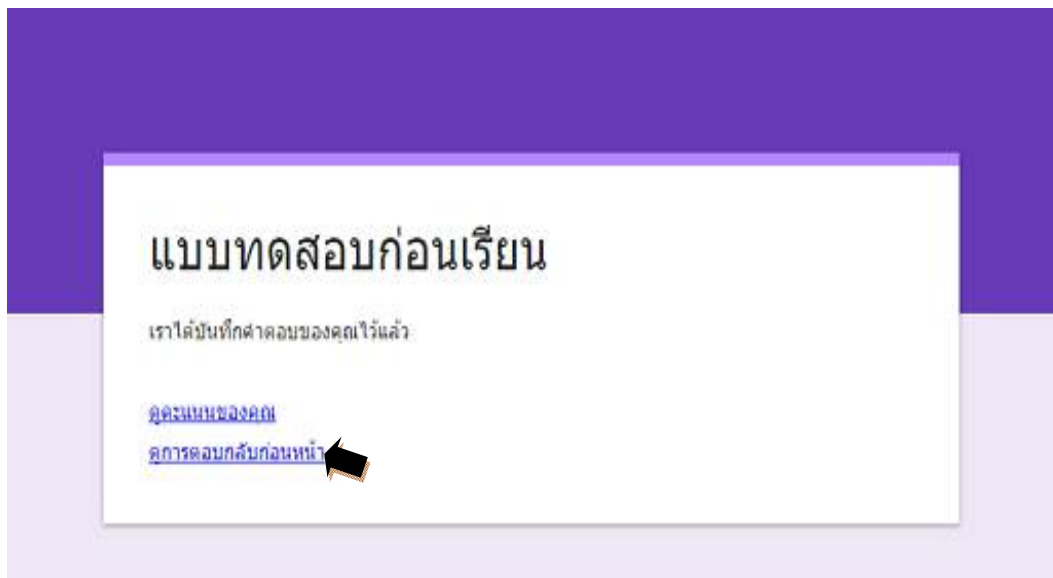 แบบทดสอบก่อนเรียน
เราได้บันทึกคำตอบของคุณไว้แล้ว
ดูคะแนนของคุณ
ดูการตอบกลับก่อนหน้า